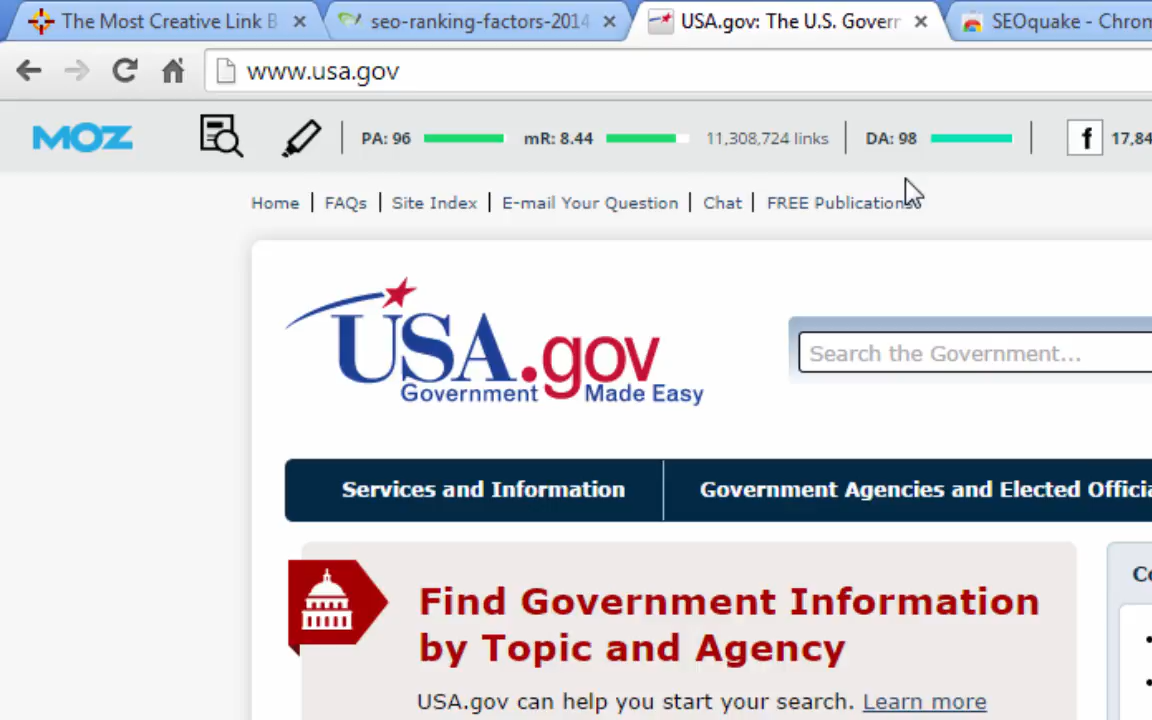 The Most Creative Link B
seo-ranking-factors-2014
USA.gov: The U.S. Govern
SEOquake - Chrom
www.usa.gov
MOZ
PA: 96
mR: 8.44
11,308,724 links
DA: 98
f
17,84
Home | FAQs | Site Index | E-mail Your Question | Chat | FREE Publications
USA.gov
Government Made Easy
Search the Government...
Services and Information
Government Agencies and Elected Officia
Find Government Information
by Topic and Agency
USA.gov can help you start your search. Learn more